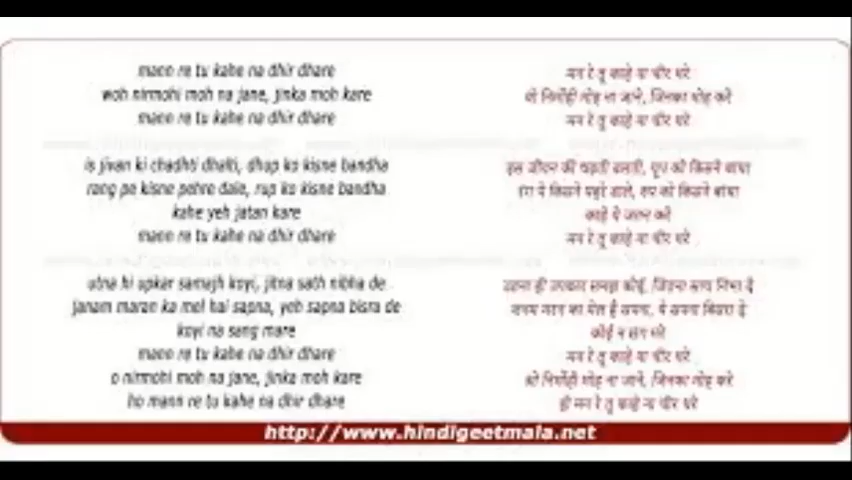 mann re tu kahe na dhir dhare
woh nirmohi moh na jane, jinka moh kare
mann re tu kahe na dhir dhare
is jivan ki chadhti dhalti, dhup ko kisne bandha
rang pe kisne pehre dale, rup ko kisne bandha
kahe yeh jatan kare
mann re tu kahe na dhir dhare
utna hi upkar samajh koyi, jitna sath nibha de
janam maran ka mel hai sapna, yeh sapna bisra de
koyi na sang mare
mann re tu kahe na dhir dhare
o nirmohi moh na jane, jinka moh kare
ho mann re tu kahe na dhir dhare
मन रे तू काहे ना धीर धरे
वो निर्मोही मोह ना जाने, जिनका मोह करे
मन रे तू काहे ना धीर धरे
इस जीवन की चढ़ती ढलती, धूप को किसने बांधा
रंग पे किसने पहरे डाले, रूप को किसने बांधा
काहे ये जतन करे
मन रे तू काहे ना धीर धरे
उतना ही उपकार समझ कोई, जितना साथ निभा दे
जनम मरण का मेल है सपना, ये सपना बिसरा दे
कोई न संग मरे
मन रे तू काहे ना धीर धरे
ओ निर्मोही मोह ना जाने, जिनका मोह करे
हो मन रे तू काहे ना धीर धरे
http://www.hindigeetmala.net